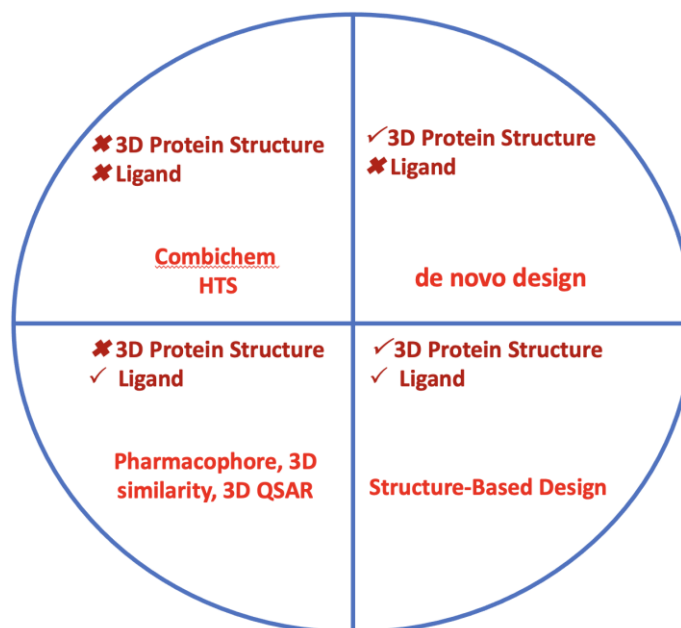 ✖ 3D Protein Structure
✖ Ligand
Combichem
HTS
✓3D Protein Structure
✖ Ligand
de novo design
✖ 3D Protein Structure
✓ Ligand
Pharmacophore, 3D
similarity, 3D QSAR
✓3D Protein Structure
✓ Ligand
Structure-Based Design